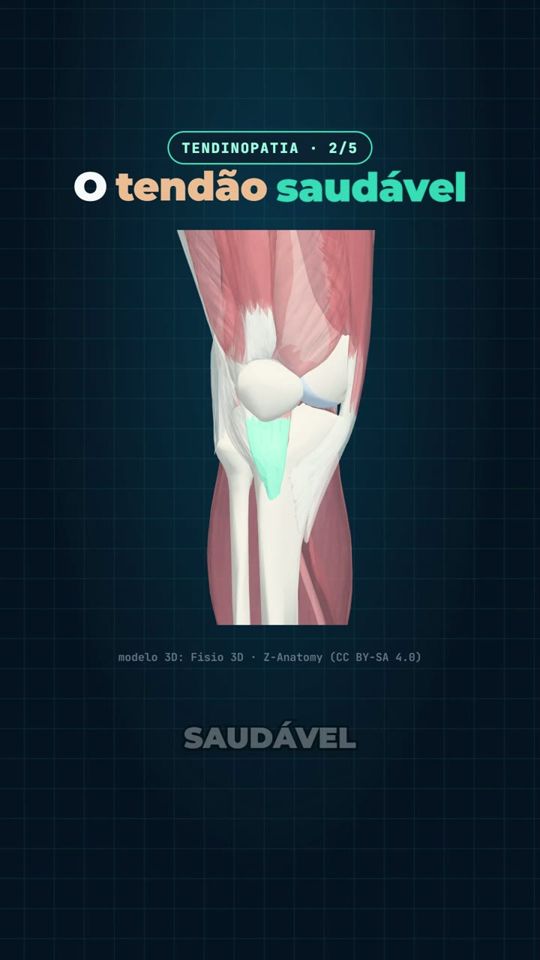 TENDINOPATIA · 2/5
O tendão saudável
modelo 3D: Fisio 3D · Z-Anatomy (CC BY-SA 4.0)
SAUDÁVEL